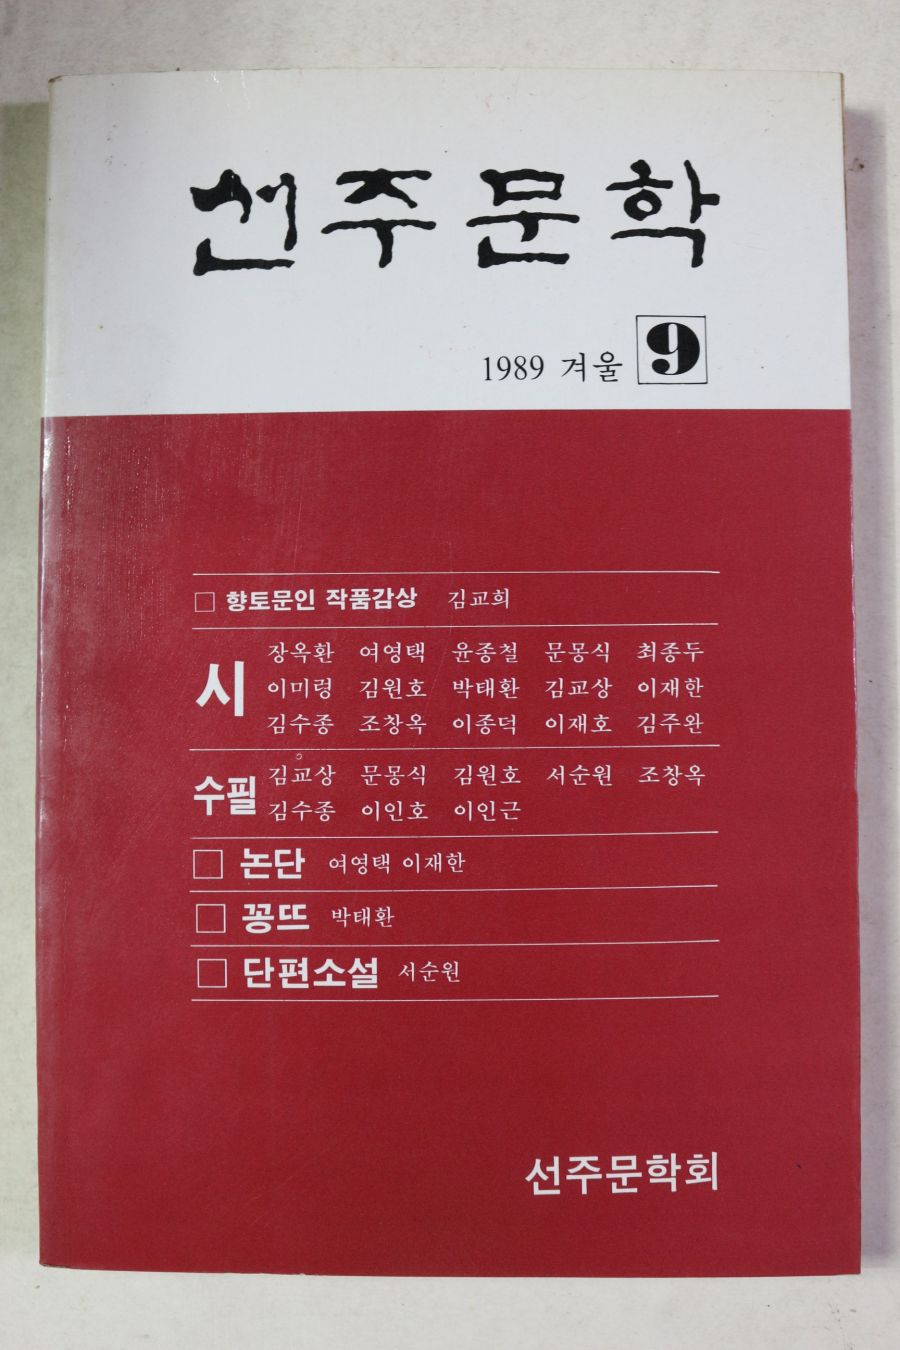 선주문학
1989 겨울 9
□ 향토문인 작품감상 김교희
시
장옥환 여영택 윤종철 문몽식 최종두
이미령 김원호 박태환 김교상 이재한
김수종 조창옥 이종덕 이재호 김주완
수필
김교상 문몽식 김원호 서순원 조창옥
김수종 이인호 이인근
□ 논단 여영택 이재한
□ 꽁뜨 박태환
□ 단편소설 서순원
선주문학회